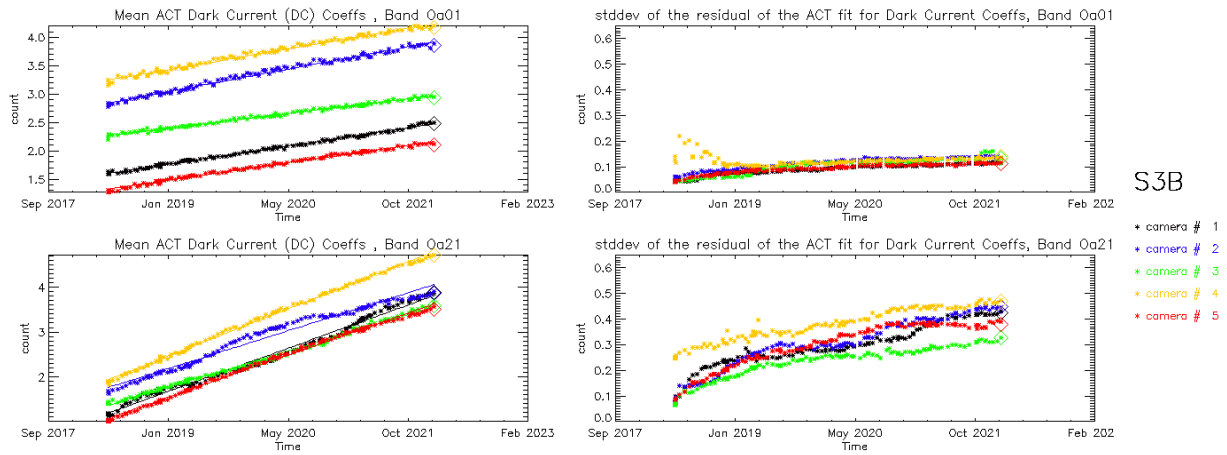 Mean ACT Dark Current (DC) Coeffs , Band Oa01
count
4.0
3.5
3.0
2.5
2.0
1.5
Sep 2017
Jan 2019
May 2020
Oct 2021
Feb 2023
Time
stddev of the residual of the ACT fit for Dark Current Coeffs, Band Oa01
count
0.6
0.5
0.4
0.3
0.2
0.1
0.0
Sep 2017
Jan 2019
May 2020
Oct 2021
Feb 202
Time
S3B
* camera # 1
* camera # 2
* camera # 3
* camera # 4
* camera # 5
Mean ACT Dark Current (DC) Coeffs , Band Oa21
count
4
3
2
Sep 2017
Jan 2019
May 2020
Oct 2021
Feb 2023
Time
stddev of the residual of the ACT fit for Dark Current Coeffs, Band Oa21
count
0.6
0.5
0.4
0.3
0.2
0.1
0.0
Sep 2017
Jan 2019
May 2020
Oct 2021
Feb 202
Time